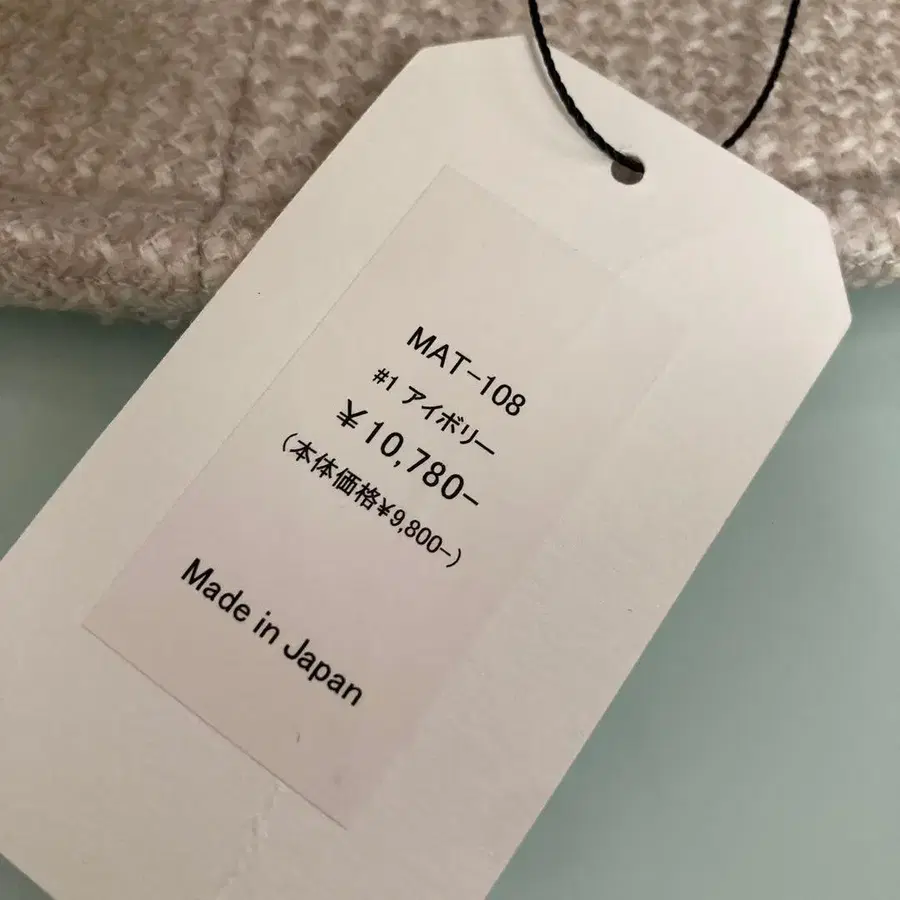 MAT-108
#1 アイボリー
¥10,780-
(本体価格¥9,800-)
Made in Japan